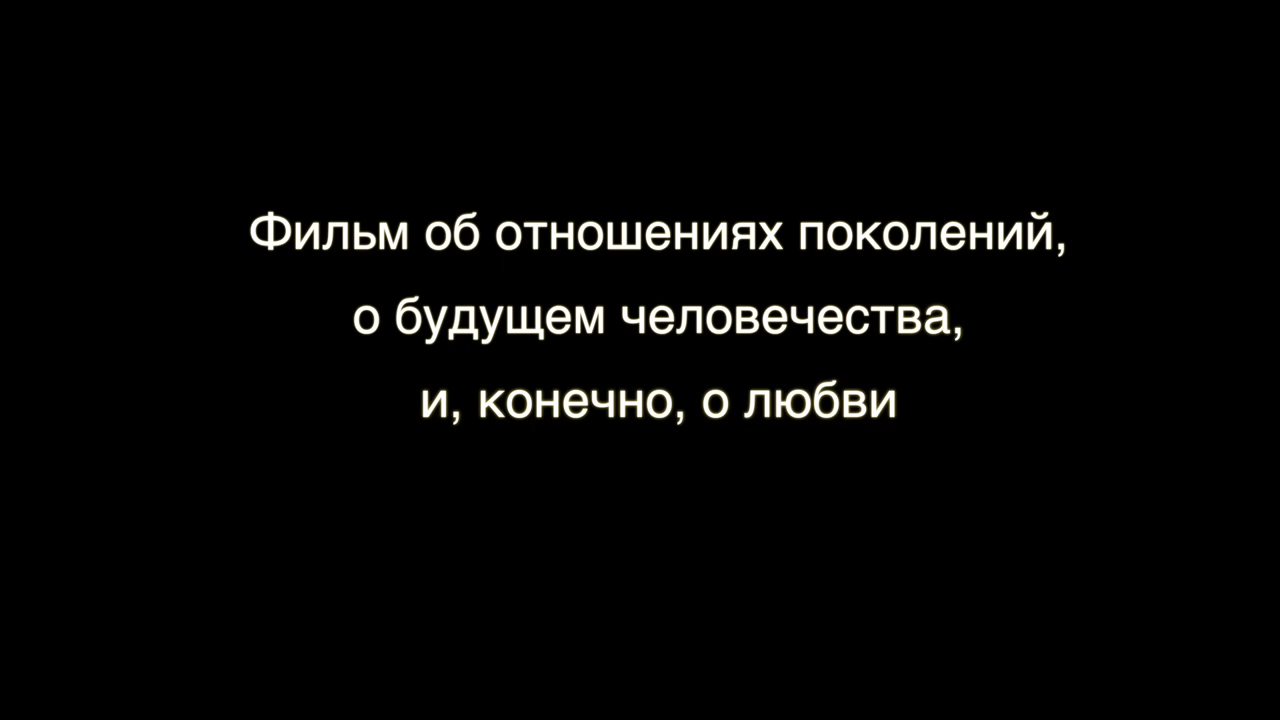 Фильм об отношениях поколений,
о будущем человечества,
и, конечно, о любви